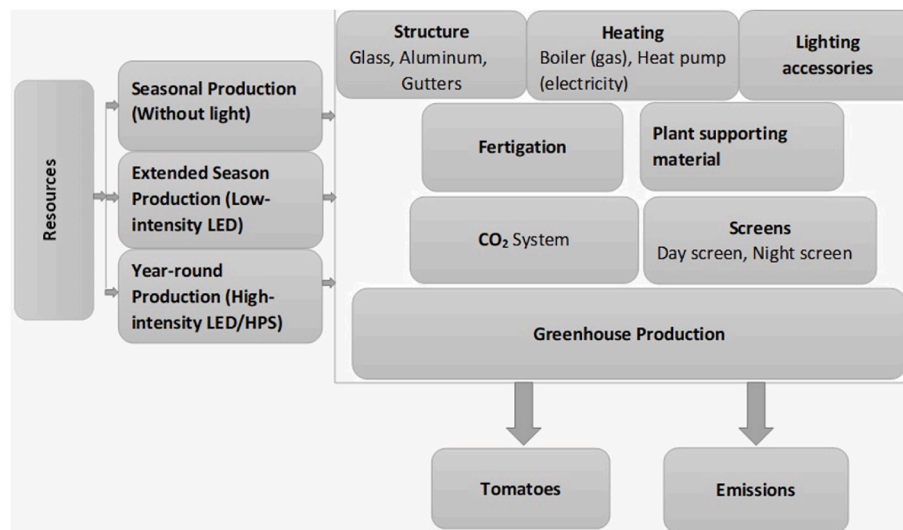 Resources
Seasonal Production
(Without light)
Extended Season
Production (Low-
intensity LED)
Year-round
Production (High-
intensity LED/HPS)
Structure
Glass, Aluminum,
Gutters
Heating
Boiler (gas), Heat pump
(electricity)
Lighting
accessories
Fertigation
Plant supporting
material
CO₂ System
Screens
Day screen, Night screen
Greenhouse Production
Tomatoes
Emissions